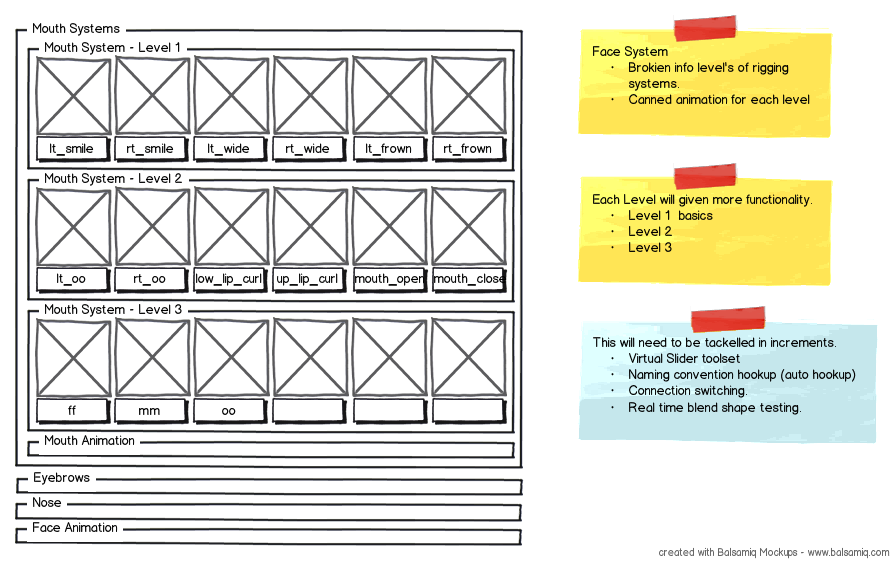 Mouth Systems
Mouth System - Level 1
lt_smile rt_smile lt_wide rt_wide lt_frown rt_frown
Mouth System - Level 2
lt_oo rt_oo low_lip_curl up_lip_curl mouth_open mouth_close
Mouth System - Level 3
ff mm oo
Mouth Animation
Eyebrows
Nose
Face Animation
Face System
· Brokien info level's of rigging
systems.
· Canned animation for each level
Each Level will given more functionality.
· Level 1 basics
· Level 2
· Level 3
This will need to be tackelled in increments.
· Virtual Slider toolset
· Naming convention hookup (auto hookup)
· Connection switching.
· Real time blend shape testing.
created with Balsamiq Mockups - www.balsamiq.com